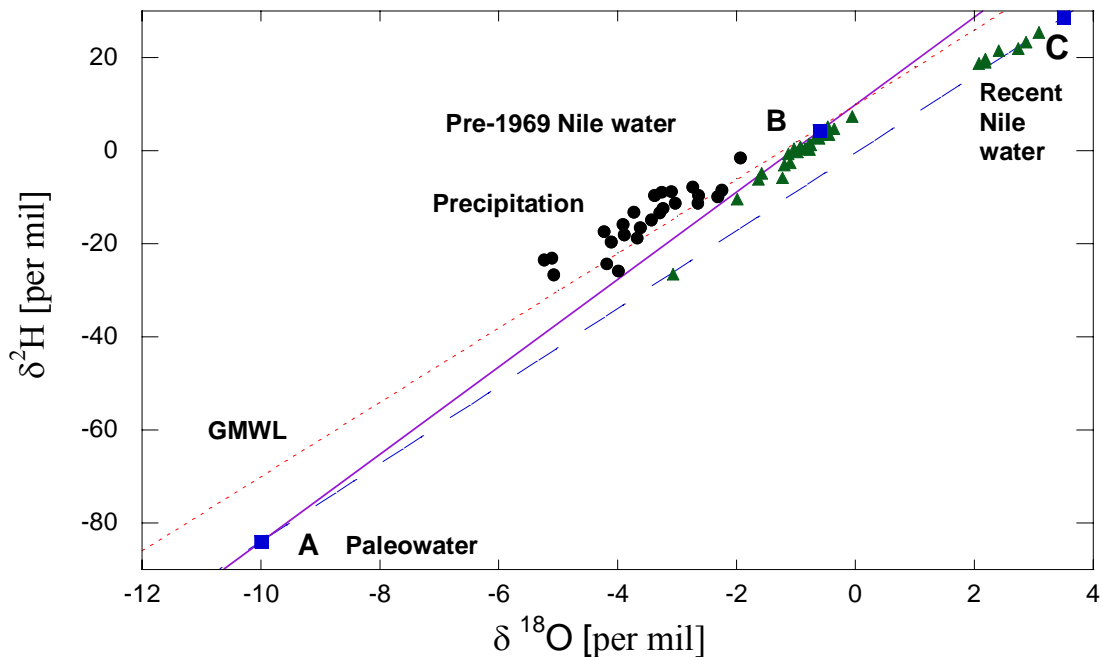 20
0
-20
-40
-60
-80
δ²H [per mil]
C
Recent
Nile
water
B
Pre-1969 Nile water
Precipitation
GMWL
A Paleowater
-12 -10 -8 -6 -4 -2 0 2 4
δ ¹⁸O [per mil]